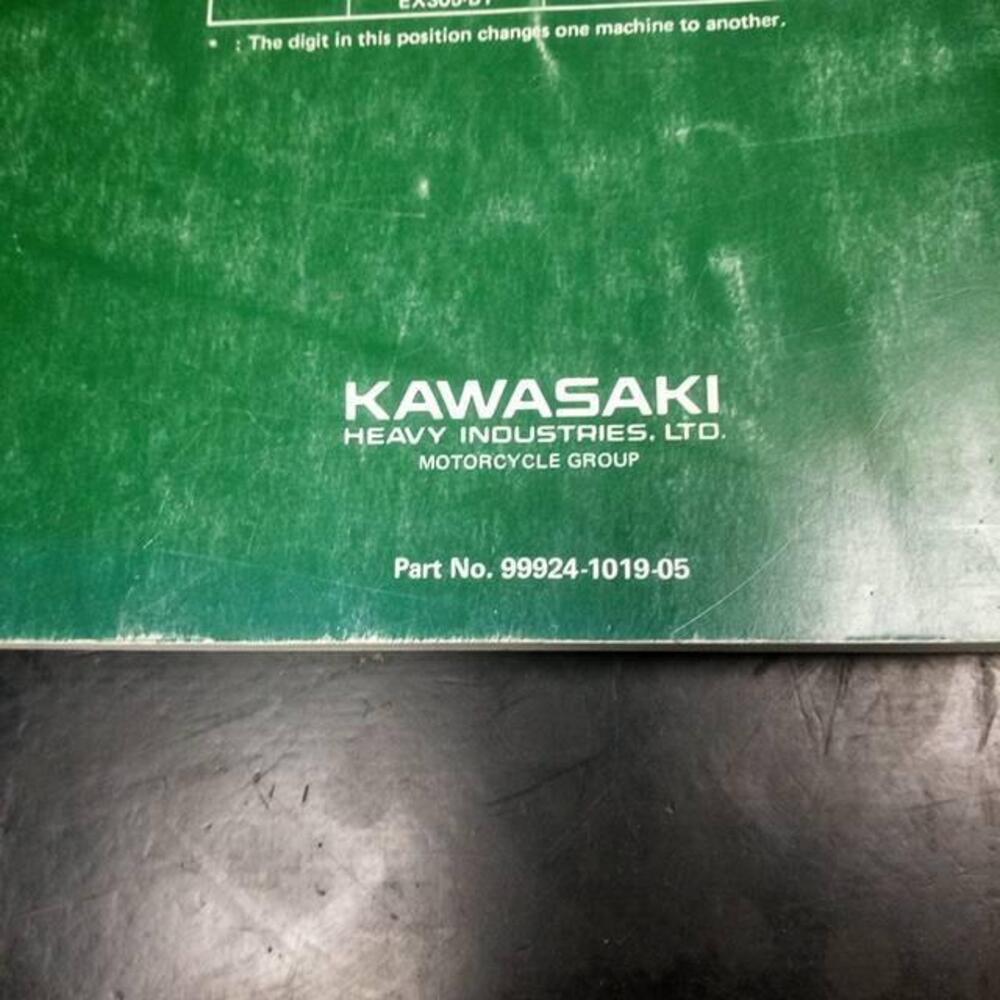 * : The digit in this position changes one machine to another.
KAWASAKI
HEAVY INDUSTRIES, LTD.
MOTORCYCLE GROUP
Part No. 99924-1019-05